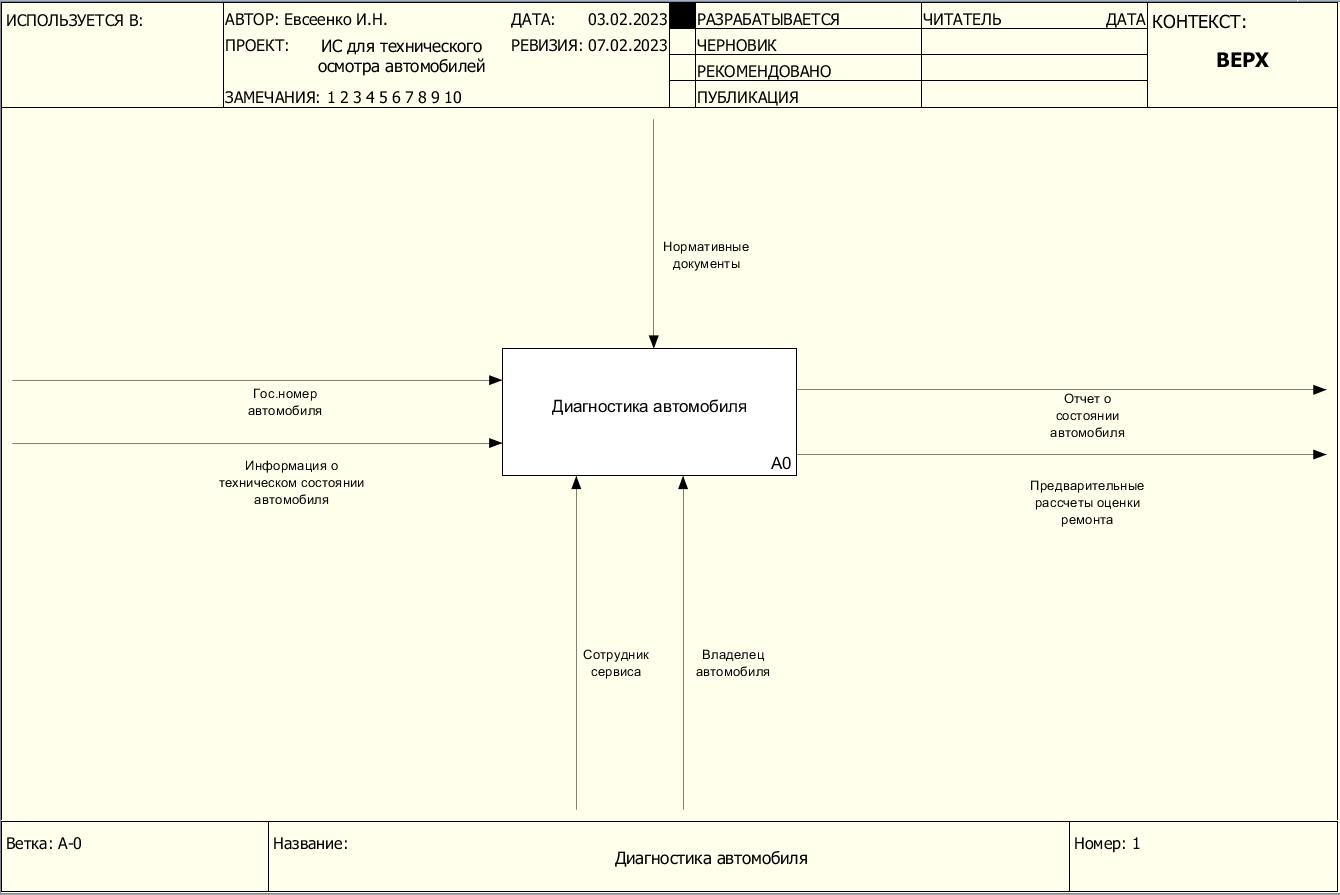 ИСПОЛЬЗУЕТСЯ В:
АВТОР: Евсеенко И.Н.
ДАТА: 03.02.2023
ПРОЕКТ: ИС для технического
осмотра автомобилей
РЕВИЗИЯ: 07.02.2023
ЗАМЕЧАНИЯ: 1 2 3 4 5 6 7 8 9 10
РАЗРАБАТЫВАЕТСЯ
ЧЕРНОВИК
РЕКОМЕНДОВАНО
ПУБЛИКАЦИЯ
ЧИТАТЕЛЬ ДАТА
КОНТЕКСТ:
ВЕРХ
Нормативные
документы
Гос.номер
автомобиля
Информация о
техническом состоянии
автомобиля
Диагностика автомобиля
A0
Отчет о
состоянии
автомобиля
Предварительные
рассчеты оценки
ремонта
Сотрудник
сервиса
Владелец
автомобиля
Ветка: A-0
Название:
Диагностика автомобиля
Номер: 1